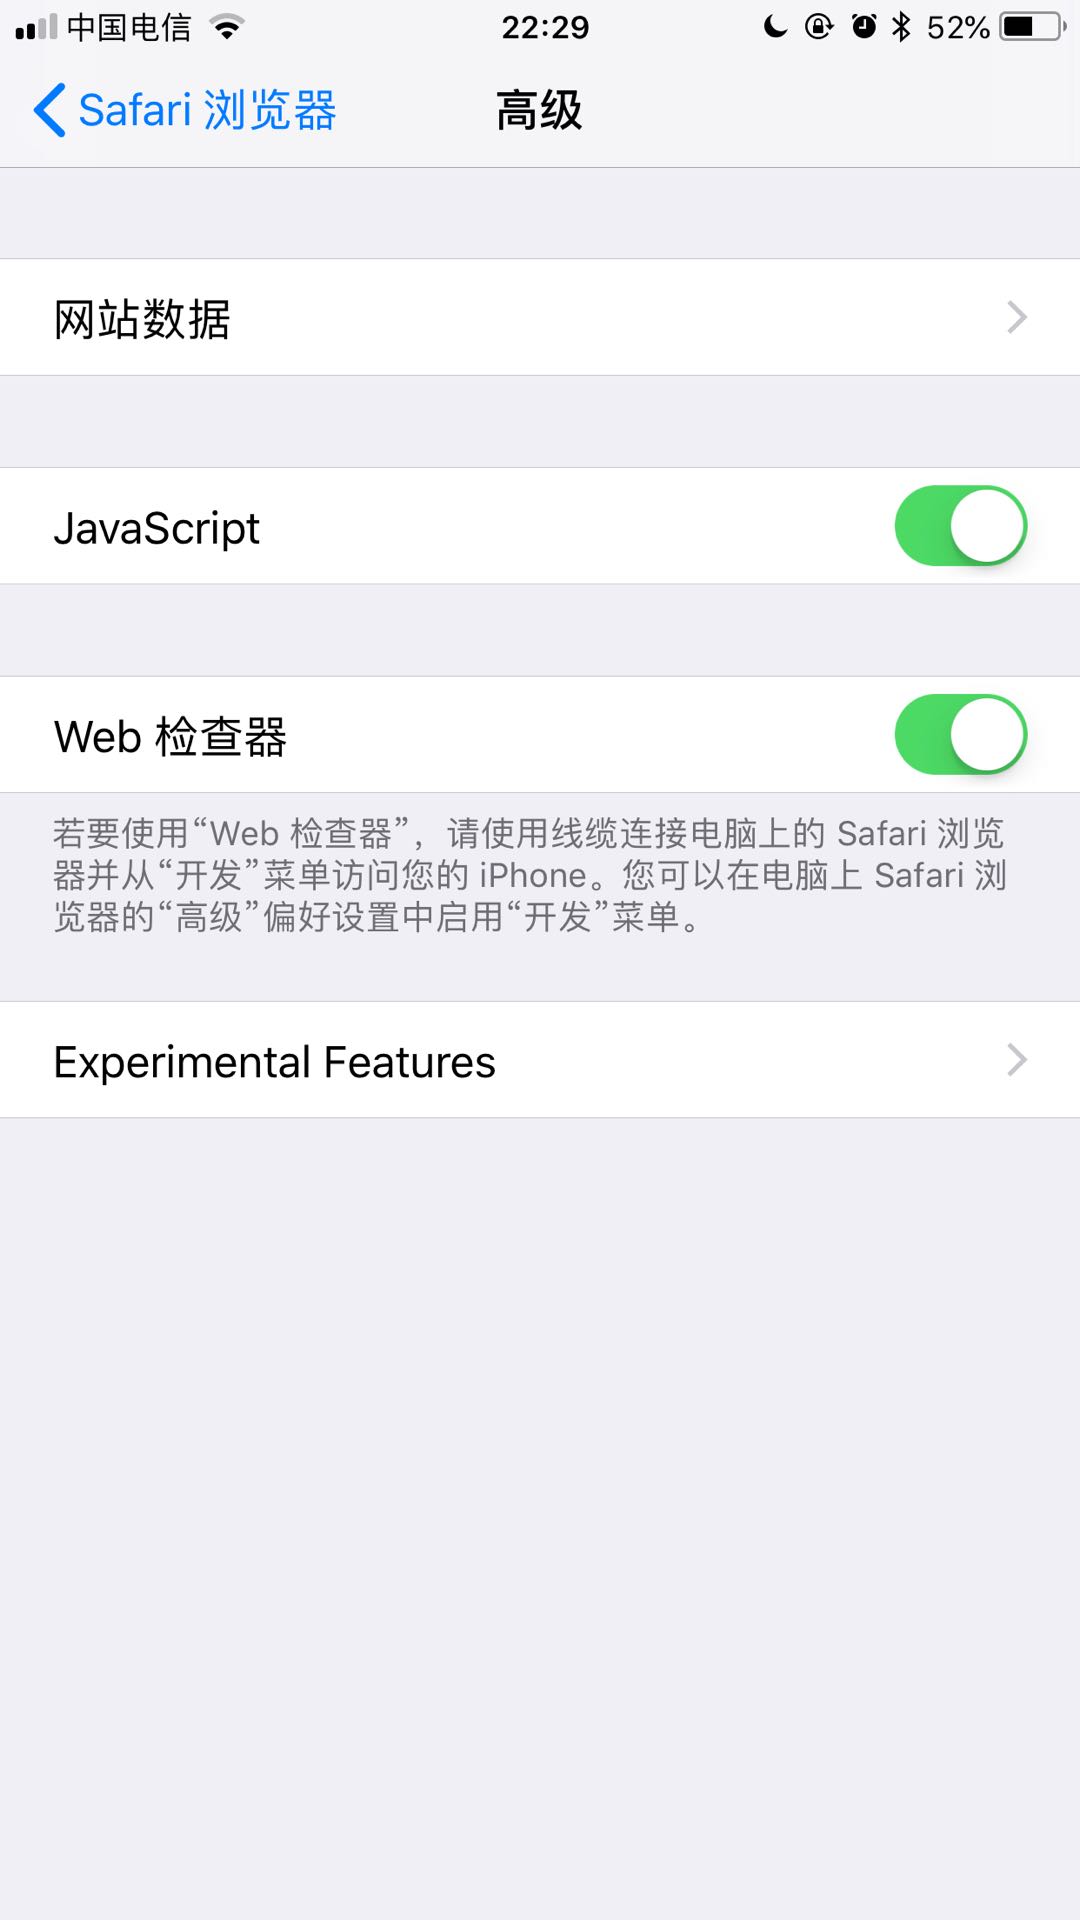 中国电信 22:29 52%
Safari 浏览器 高级
网站数据
JavaScript
Web 检查器
若要使用“Web 检查器”，请使用线缆连接电脑上的 Safari 浏览
器并从“开发”菜单访问您的 iPhone。您可以在电脑上 Safari 浏
览器的“高级”偏好设置中启用“开发”菜单。
Experimental Features